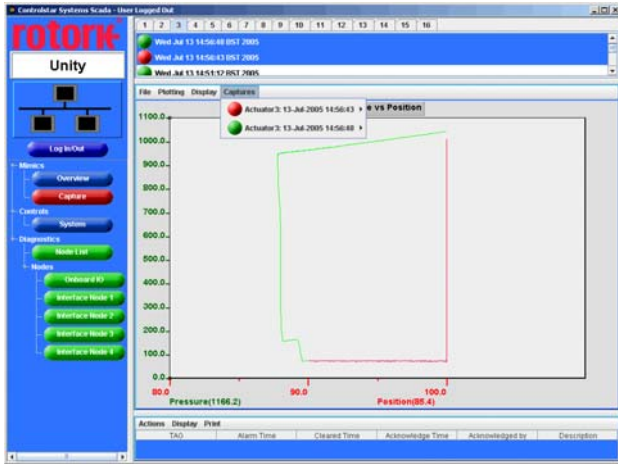 Controlstar Systems Scada - User Logged Out
rotork
Unity
Log In/Out
Mimics
Overview
Capture
Controls
System
Diagnostics
Node List
Nodes
Onboard IO
Interface Node 1
Interface Node 2
Interface Node 3
Interface Node 4
1 2 3 4 5 6 7 8 9 10 11 12 13 14 15 16
Wed Jul 13 14:56:48 BST 2005
Wed Jul 13 14:56:43 BST 2005
Wed Jul 13 14:51:12 BST 2005
File Plotting Display Captures
Actuator3: 13-Jul-2005 14:56:43
Actuator3: 13-Jul-2005 14:56:48
vs Position
1100.0
1000.0
900.0
800.0
700.0
600.0
500.0
400.0
300.0
200.0
100.0
0.0
80.0 90.0 100.0
Pressure(1166.2) Position(85.4)
Actions Display Print
TAG Alarm Time Cleared Time Acknowledge Time Acknowledged by Description